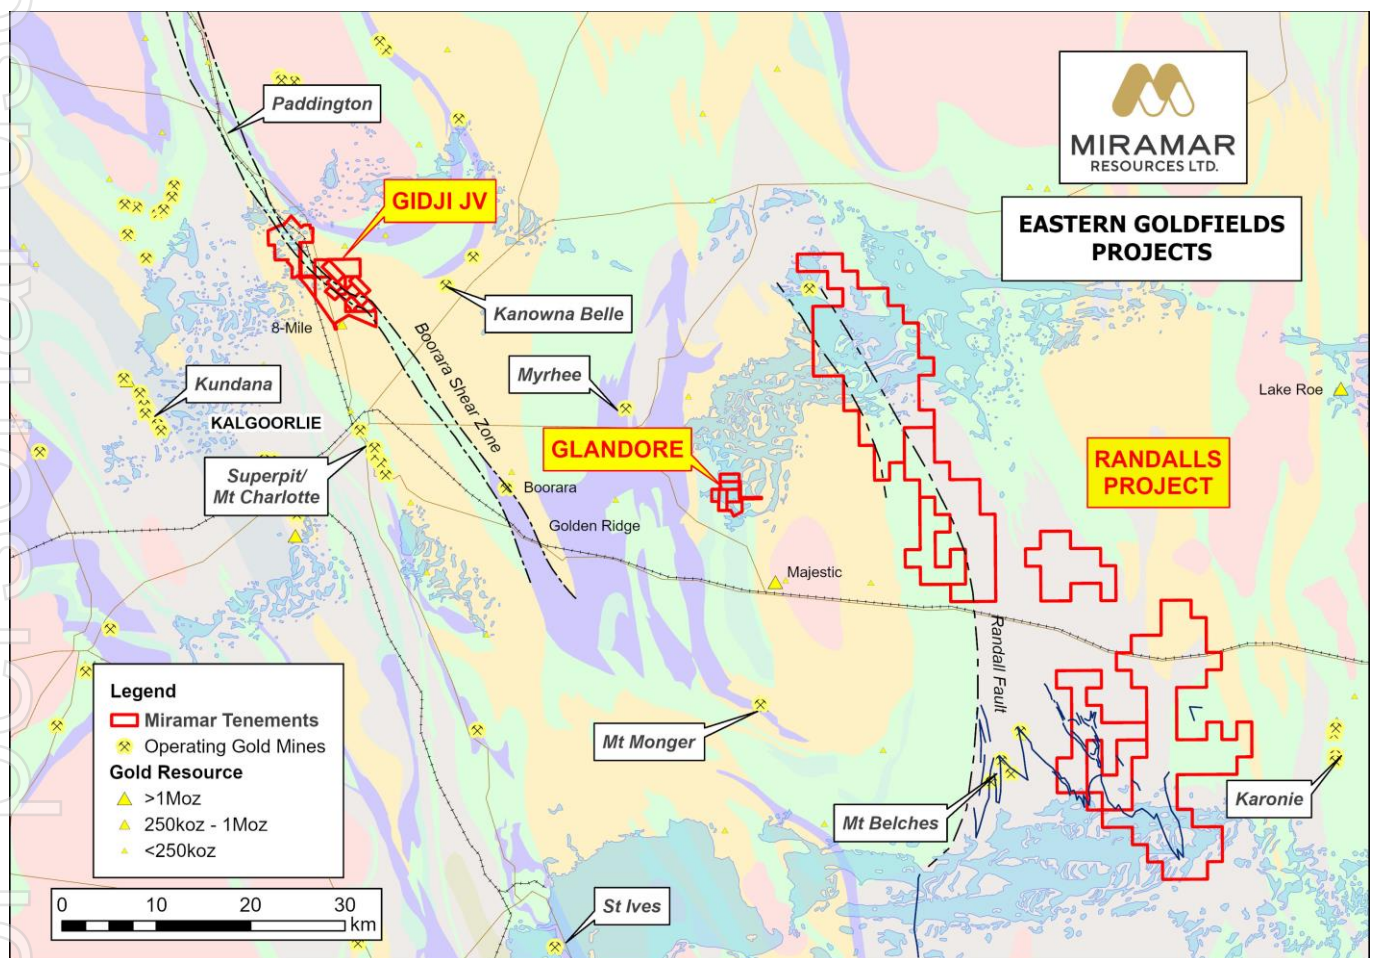 MIRAMAR
RESOURCES LTD.
EASTERN GOLDFIELDS
PROJECTS
Paddington
GIDJI JV
Kanowna Belle
8-Mile
Boorara Shear Zone
Myrhee
Kundana
KALGOORLIE
Lake Roe
GLANDORE
RANDALLS
PROJECT
Superpit/
Mt Charlotte
Boorara
Golden Ridge
Majestic
Randall Fault
Mt Monger
Mt Belches
Karonie
St Ives
Legend
Miramar Tenements
Operating Gold Mines
Gold Resource
>1Moz
250koz - 1Moz
<250koz
0 10 20 30
km